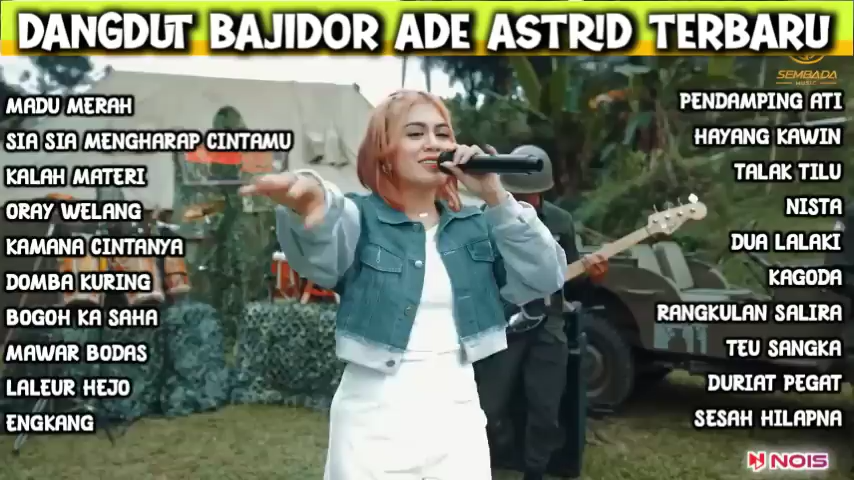 DANGDUT BAJIDOR ADE ASTRID TERBARU
SEMBADA
MUSIC
MADU MERAH
SIA SIA MENGHARAP CINTAMU
KALAH MATERI
ORAY WELANG
KAMANA CINTANYA
DOMBA KURING
BOGOH KA SAHA
MAWAR BODAS
LALEUR HEJO
ENGKANG
PENDAMPING ATI
HAYANG KAWIN
TALAK TILU
NISTA
DUA LALAKI
KAGODA
RANGKULAN SALIRA
TEU SANGKA
DURIAT PEGAT
SESAH HILAPNA
NOIS